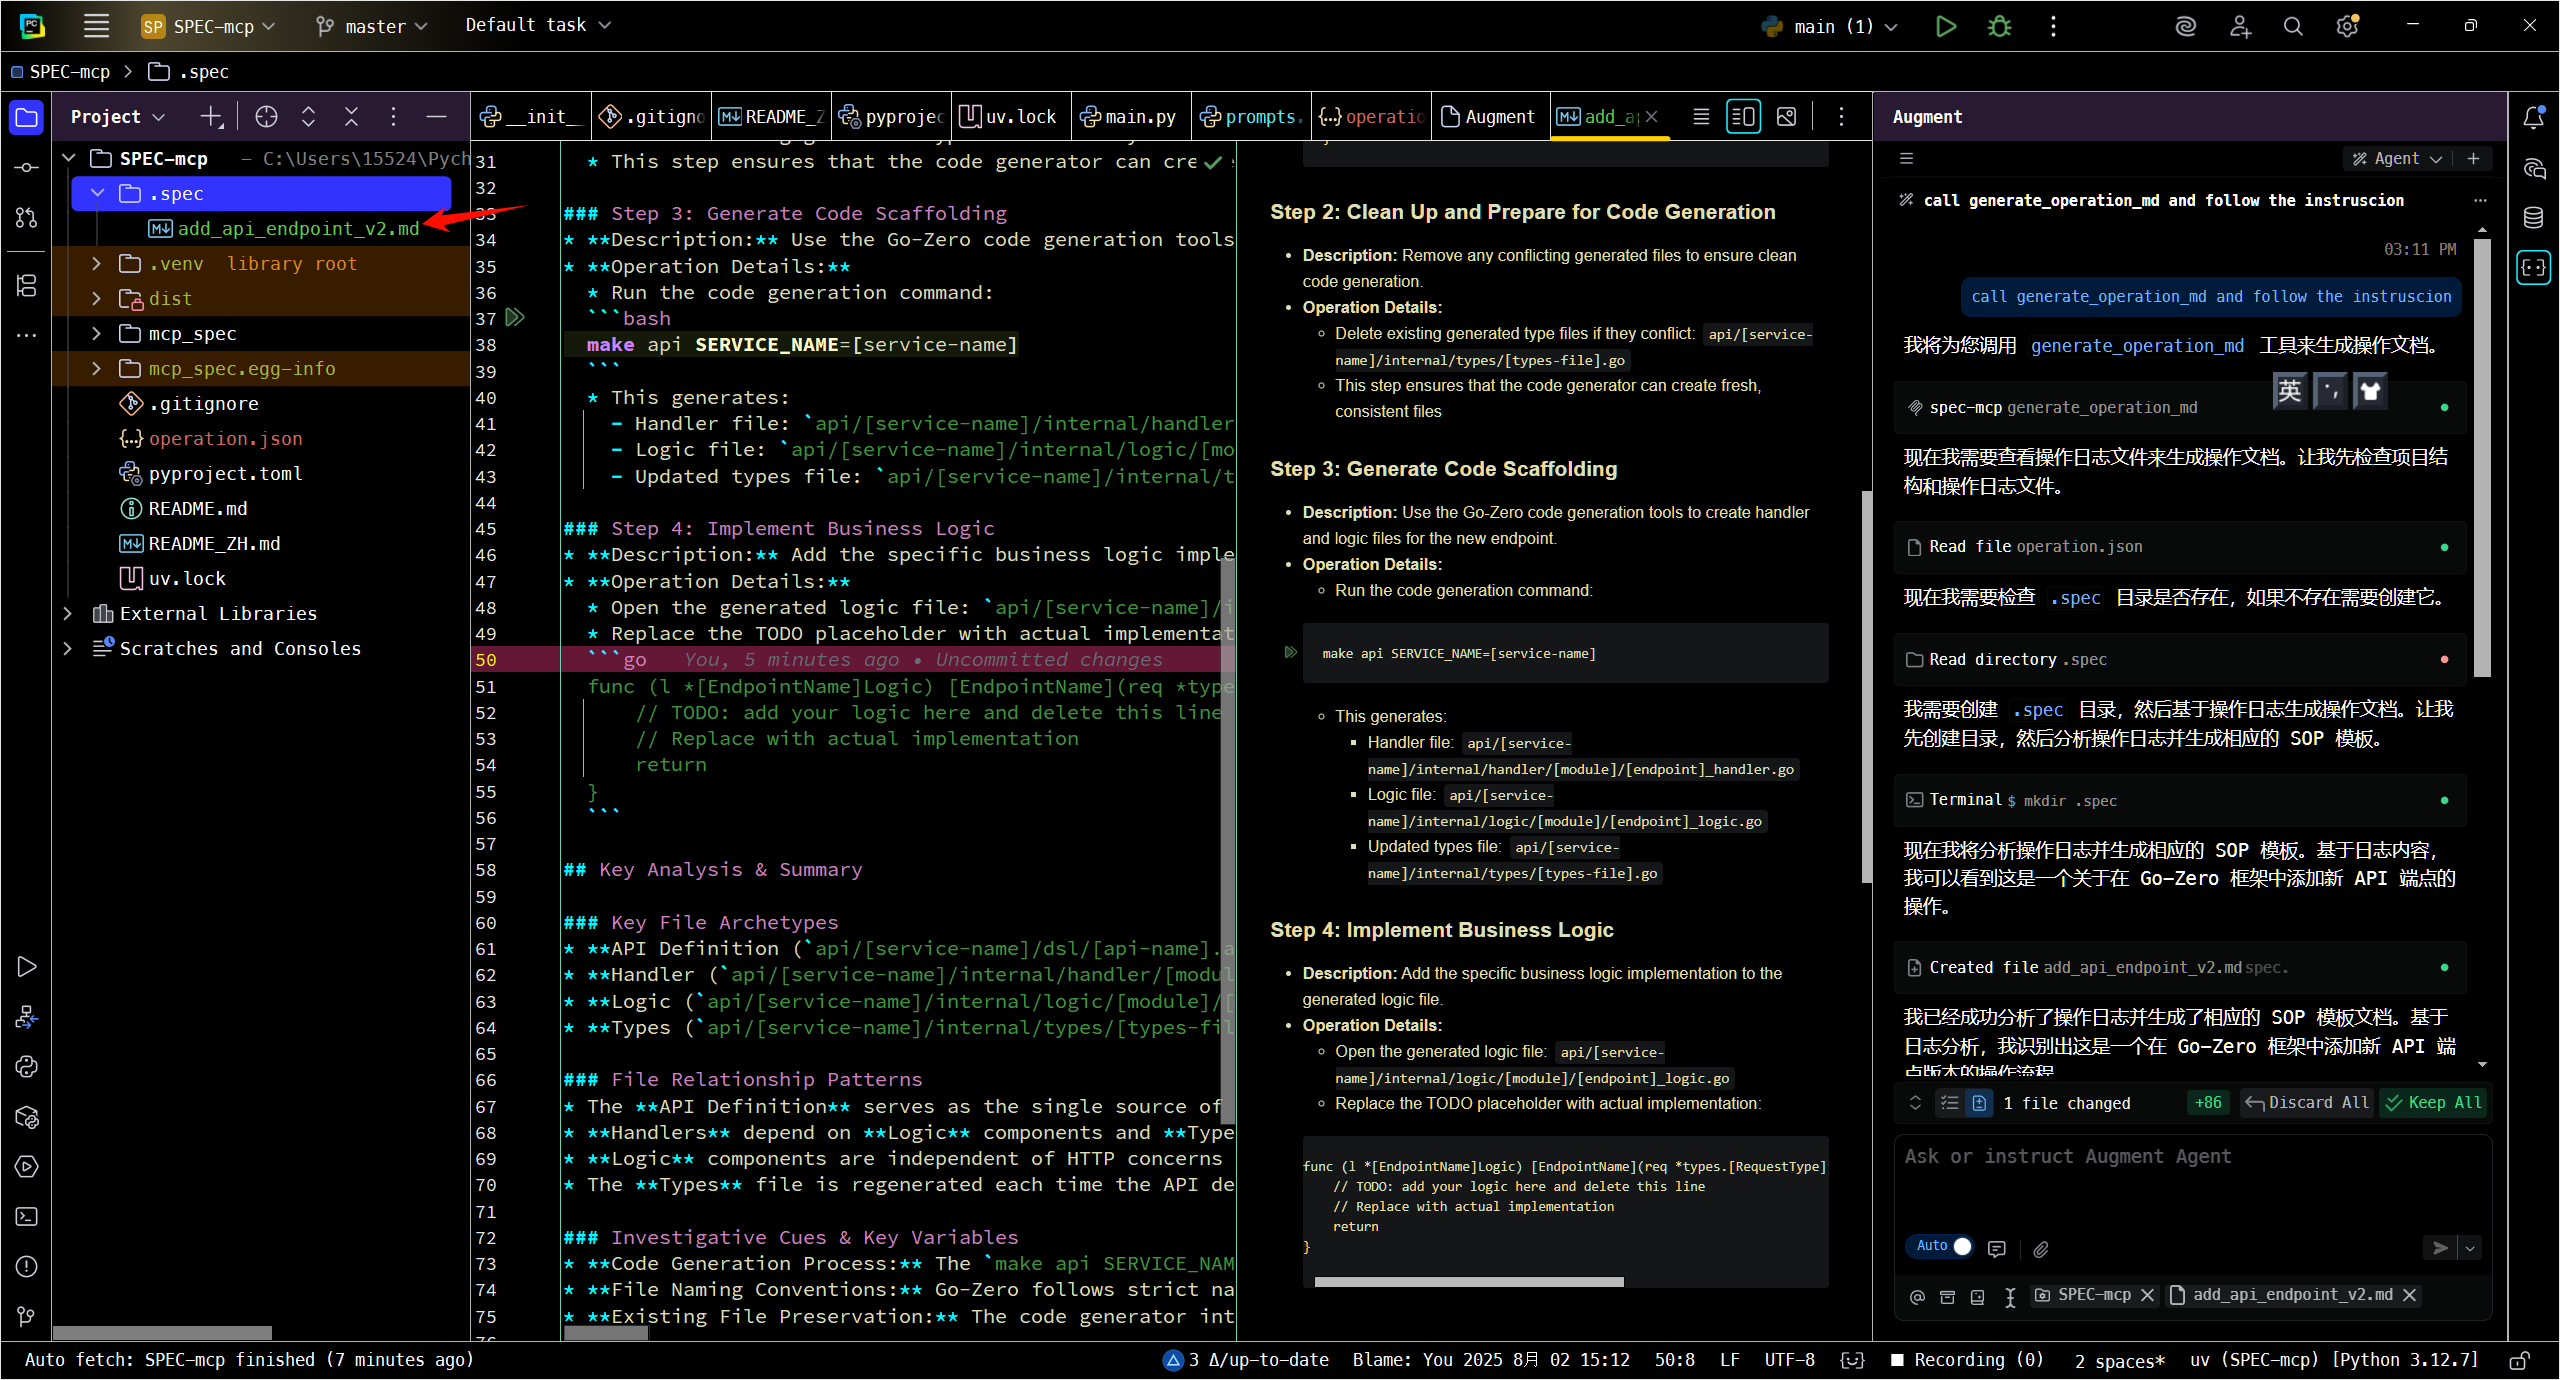 PC
SP SPEC-mcp master Default task main (1)
SPEC-mcp > .spec
Project
SPEC-mcp – C:\Users\15524\Pych
.spec
add_api_endpoint_v2.md
.venv library root
dist
mcp_spec
mcp_spec.egg-info
.gitignore
operation.json
pyproject.toml
README.md
README_ZH.md
uv.lock
External Libraries
Scratches and Consoles
__init__ .gitigno README_Z pyprojec uv.lock main.py prompts. operatio Augment add_a
31 * This step ensures that the code generator can cre
32
33 ### Step 3: Generate Code Scaffolding
34 * **Description:** Use the Go-Zero code generation tools
35 * **Operation Details:**
36 * Run the code generation command:
37 ```bash
38 make api SERVICE_NAME=[service-name]
39 ```
40 * This generates:
41 - Handler file: `api/[service-name]/internal/handler
42 - Logic file: `api/[service-name]/internal/logic/[mo
43 - Updated types file: `api/[service-name]/internal/t
44
45 ### Step 4: Implement Business Logic
46 * **Description:** Add the specific business logic imple
47 * **Operation Details:**
48 * Open the generated logic file: `api/[service-name]/i
49 * Replace the TODO placeholder with actual implementat
50 ```go You, 5 minutes ago • Uncommitted changes
51 func (l *[EndpointName]Logic) [EndpointName](req *type
52 // TODO: add your logic here and delete this line
53 // Replace with actual implementation
54 return
55 }
56 ```
57
58 ## Key Analysis & Summary
59
60 ### Key File Archetypes
61 * **API Definition (`api/[service-name]/dsl/[api-name].a
62 * **Handler (`api/[service-name]/internal/handler/[modul
63 * **Logic (`api/[service-name]/internal/logic/[module]/[
64 * **Types (`api/[service-name]/internal/types/[types-fil
65
66 ### File Relationship Patterns
67 * The **API Definition** serves as the single source of
68 * **Handlers** depend on **Logic** components and **Type
69 * **Logic** components are independent of HTTP concerns
70 * The **Types** file is regenerated each time the API de
71
72 ### Investigative Cues & Key Variables
73 * **Code Generation Process:** The `make api SERVICE_NAM
74 * **File Naming Conventions:** Go-Zero follows strict na
75 * **Existing File Preservation:** The code generator int
Step 2: Clean Up and Prepare for Code Generation
• Description: Remove any conflicting generated files to ensure clean
code generation.
• Operation Details:
◦ Delete existing generated type files if they conflict: api/[service-
name]/internal/types/[types-file].go
◦ This step ensures that the code generator can create fresh,
consistent files
Step 3: Generate Code Scaffolding
• Description: Use the Go-Zero code generation tools to create handler
and logic files for the new endpoint.
• Operation Details:
◦ Run the code generation command:
make api SERVICE_NAME=[service-name]
◦ This generates:
▪ Handler file: api/[service-
name]/internal/handler/[module]/[endpoint]_handler.go
▪ Logic file: api/[service-
name]/internal/logic/[module]/[endpoint]_logic.go
▪ Updated types file: api/[service-
name]/internal/types/[types-file].go
Step 4: Implement Business Logic
• Description: Add the specific business logic implementation to the
generated logic file.
• Operation Details:
◦ Open the generated logic file: api/[service-
name]/internal/logic/[module]/[endpoint]_logic.go
◦ Replace the TODO placeholder with actual implementation:
func (l *[EndpointName]Logic) [EndpointName](req *types.[RequestType]
// TODO: add your logic here and delete this line
// Replace with actual implementation
return
}
Augment
Agent
call generate_operation_md and follow the instruscion
03:11 PM
call generate_operation_md and follow the instruscion
我将为您调用 generate_operation_md 工具来生成操作文档。
英
spec-mcp generate_operation_md
现在我需要查看操作日志文件来生成操作文档。让我先检查项目结
构和操作日志文件。
Read file operation.json
现在我需要检查 .spec 目录是否存在，如果不存在需要创建它。
Read directory .spec
我需要创建 .spec 目录，然后基于操作日志生成操作文档。让我
先创建目录，然后分析操作日志并生成相应的 SOP 模板。
Terminal $ mkdir .spec
现在我将分析操作日志并生成相应的 SOP 模板。基于日志内容，
我可以看到这是一个关于在 Go-Zero 框架中添加新 API 端点的
操作。
Created file add_api_endpoint_v2.md spec.
我已经成功分析了操作日志并生成了相应的 SOP 模板文档。基于
日志分析，我识别出这是一个在 Go-Zero 框架中添加新 API 端
点版本的操作流程
1 file changed +86 Discard All Keep All
Ask or instruct Augment Agent
Auto
@ SPEC-mcp add_api_endpoint_v2.md
Auto fetch: SPEC-mcp finished (7 minutes ago) 3 Δ/up-to-date Blame: You 2025 8月 02 15:12 50:8 LF UTF-8 Recording (0) 2 spaces* uv (SPEC-mcp) [Python 3.12.7]